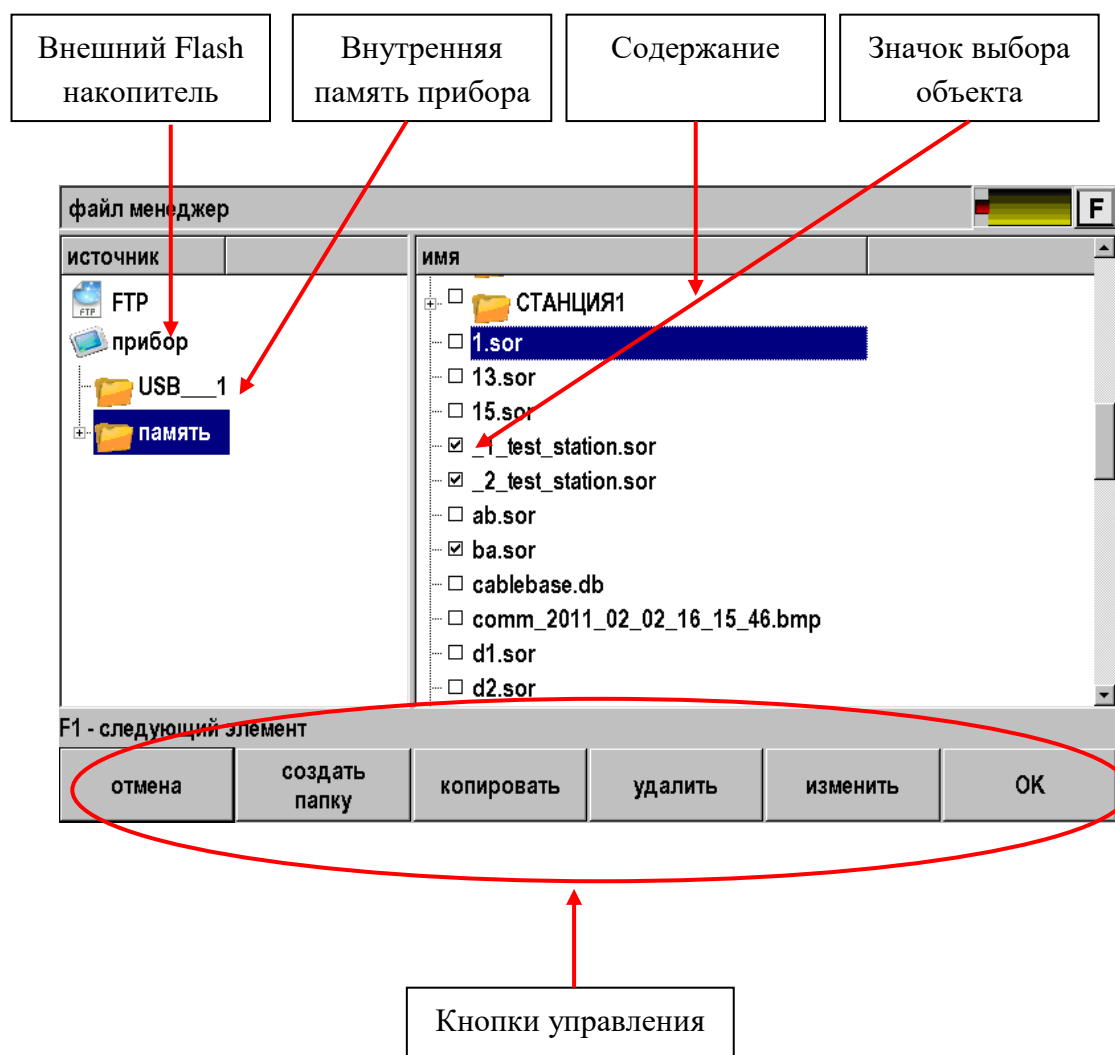 Внешний Flash
накопитель
Внутренняя
память прибора
Содержание
Значок выбора
объекта
файл менеджер
F
источник
имя
FTP
FTP
прибор
USB___1
память
СТАНЦИЯ1
1.sor
13.sor
15.sor
_1_test_station.sor
_2_test_station.sor
ab.sor
ba.sor
cablebase.db
comm_2011_02_02_16_15_46.bmp
d1.sor
d2.sor
F1 - следующий элемент
отмена
создать
папку
копировать
удалить
изменить
OK
Кнопки управления